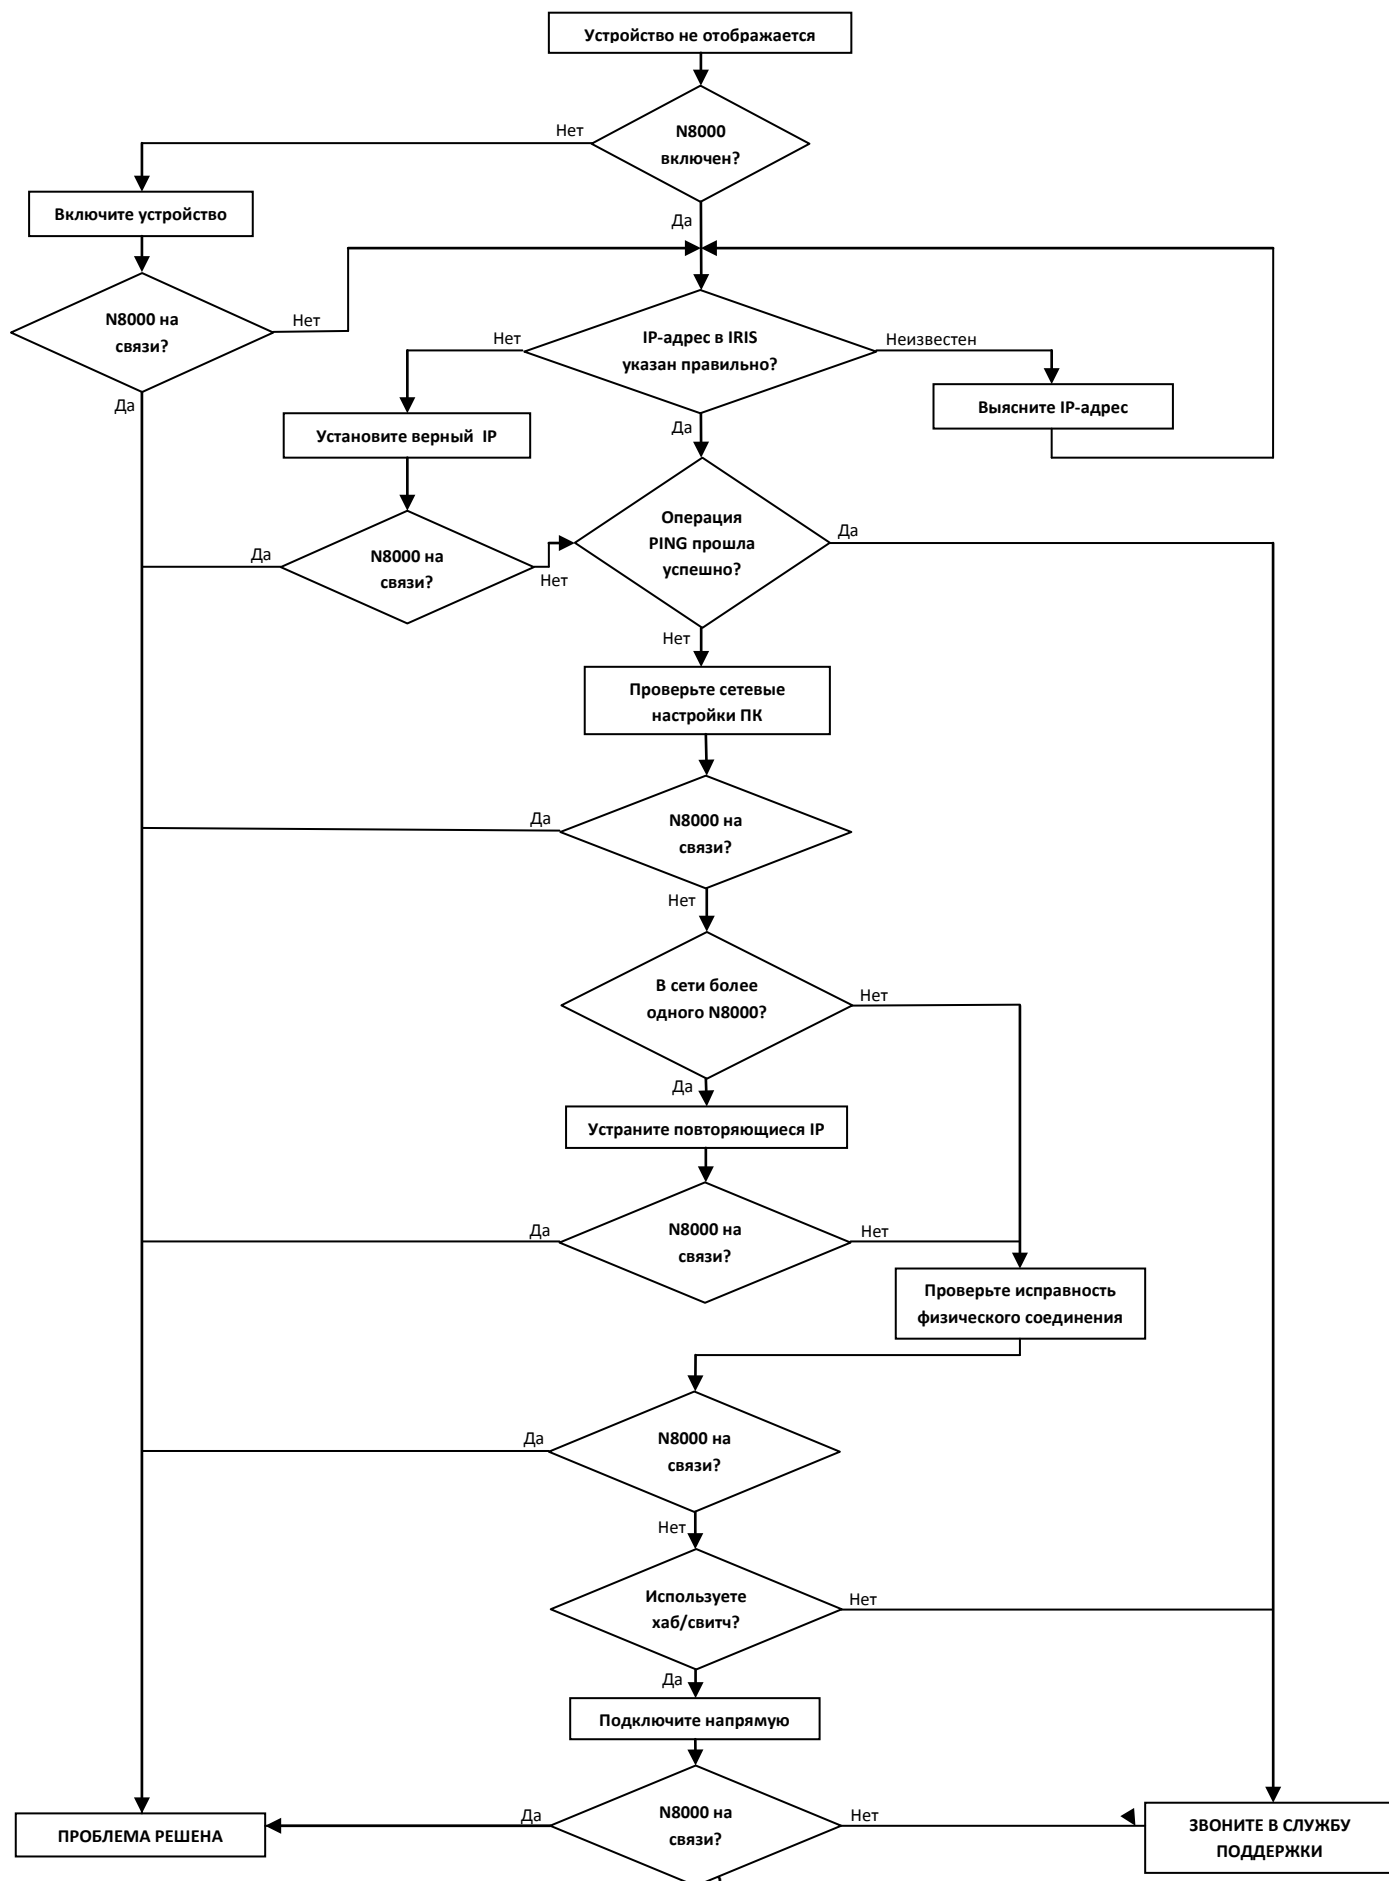 Устройство не отображается
Нет
N8000
включен?
Включите устройство
Да
N8000 на
связи?
Нет
Да
IP-адрес в IRIS
указан правильно?
Нет
Неизвестен
Выясните IP-адрес
Установите верный IP
Да
Операция
PING прошла
успешно?
Да
Да
N8000 на
связи?
Нет
Нет
Проверьте сетевые
настройки ПК
Да
N8000 на
связи?
Нет
В сети более
одного N8000?
Нет
Да
Устраните повторяющиеся IP
Да
N8000 на
связи?
Нет
Проверьте исправность
физического соединения
Да
N8000 на
связи?
Нет
Используете
хаб/свитч?
Нет
Да
Подключите напрямую
Да
N8000 на
связи?
Нет
ПРОБЛЕМА РЕШЕНА
ЗВОНИТЕ В СЛУЖБУ
ПОДДЕРЖКИ